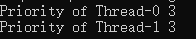 Priority of Thread-0 3
Priority of Thread-1 3